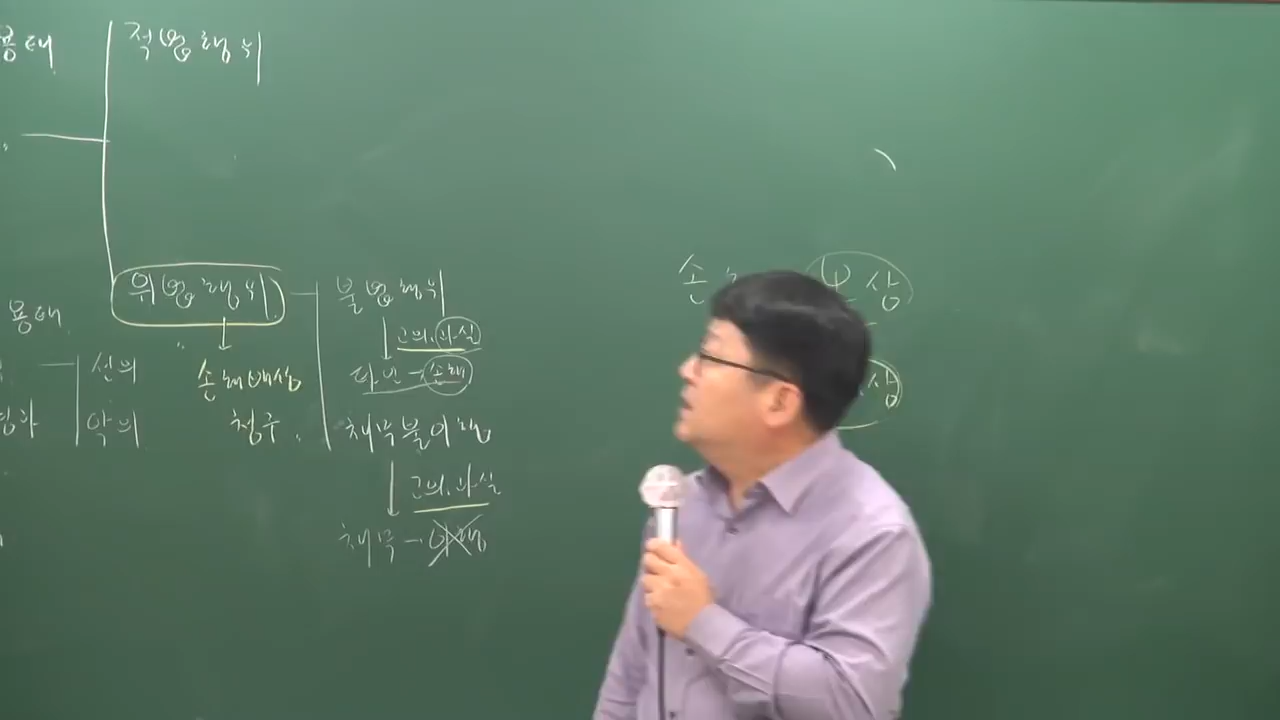 용태
적법행위
용태
위법행위
불법행위
고의.과실
타인 - 손해
선의
악의
손해배상
청구
채무불이행
고의.과실
채무 - 이행
손
보상
상